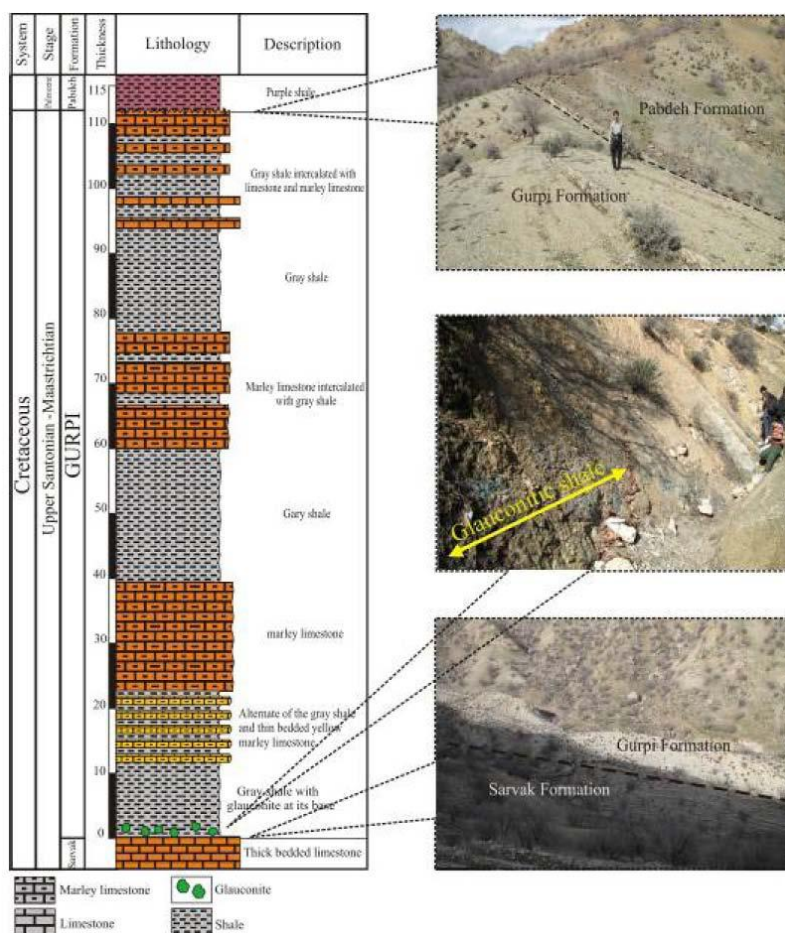 System
Stage
Formation
Thickness
Lithology
Description
Cretaceous
Upper Santonian -Maastrichtian
Pabdeh
GURPI
Sarvak
115
110
100
90
80
70
60
50
40
30
20
10
0
Purple shale
Gray shale intercalated with
limestone and marley limestone
Gray shale
Marley limestone intercalated
with gray shale
Gary shale
marley limestone
Alternate of the gray shale
and thin bedded yellow
marley limestone
Gray shale with
glauconite at its base
Thick bedded limestone
Pabdeh Formation
Gurpi Formation
Glauconitic shale
Gurpi Formation
Sarvak Formation
Marley limestone
Glauconite
Limestone
Shale